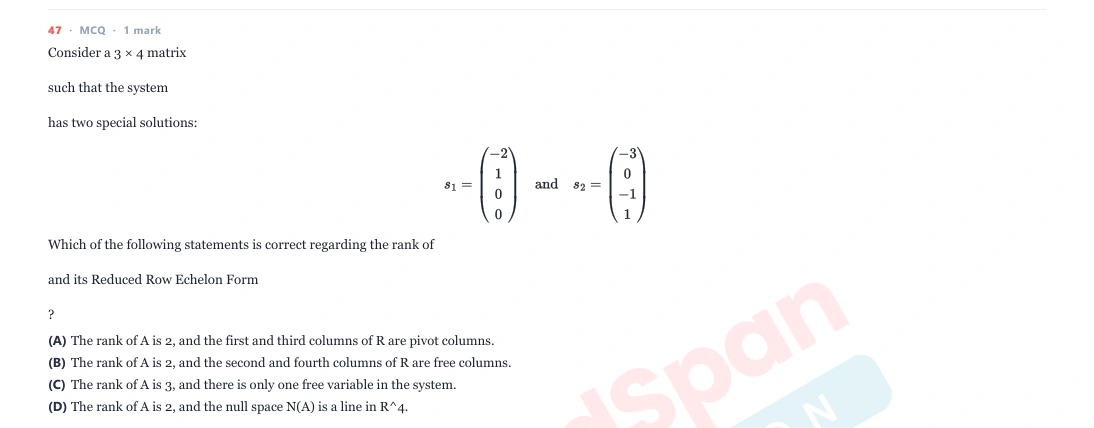 47 · MCQ · 1 mark
Consider a 3 × 4 matrix
such that the system
has two special solutions:
s₁ = (−2 1 0 0) and s₂ = (−3 0 −1 1)
Which of the following statements is correct regarding the rank of
and its Reduced Row Echelon Form
?
(A) The rank of A is 2, and the first and third columns of R are pivot columns.
(B) The rank of A is 2, and the second and fourth columns of R are free columns.
(C) The rank of A is 3, and there is only one free variable in the system.
(D) The rank of A is 2, and the null space N(A) is a line in R^4.